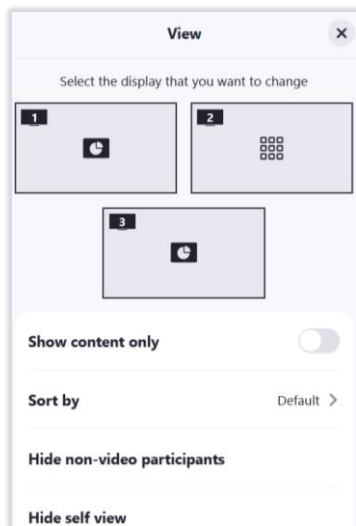 View
Select the display that you want to change
1
2
3
Show content only
Sort by Default
Hide non-video participants
Hide self view